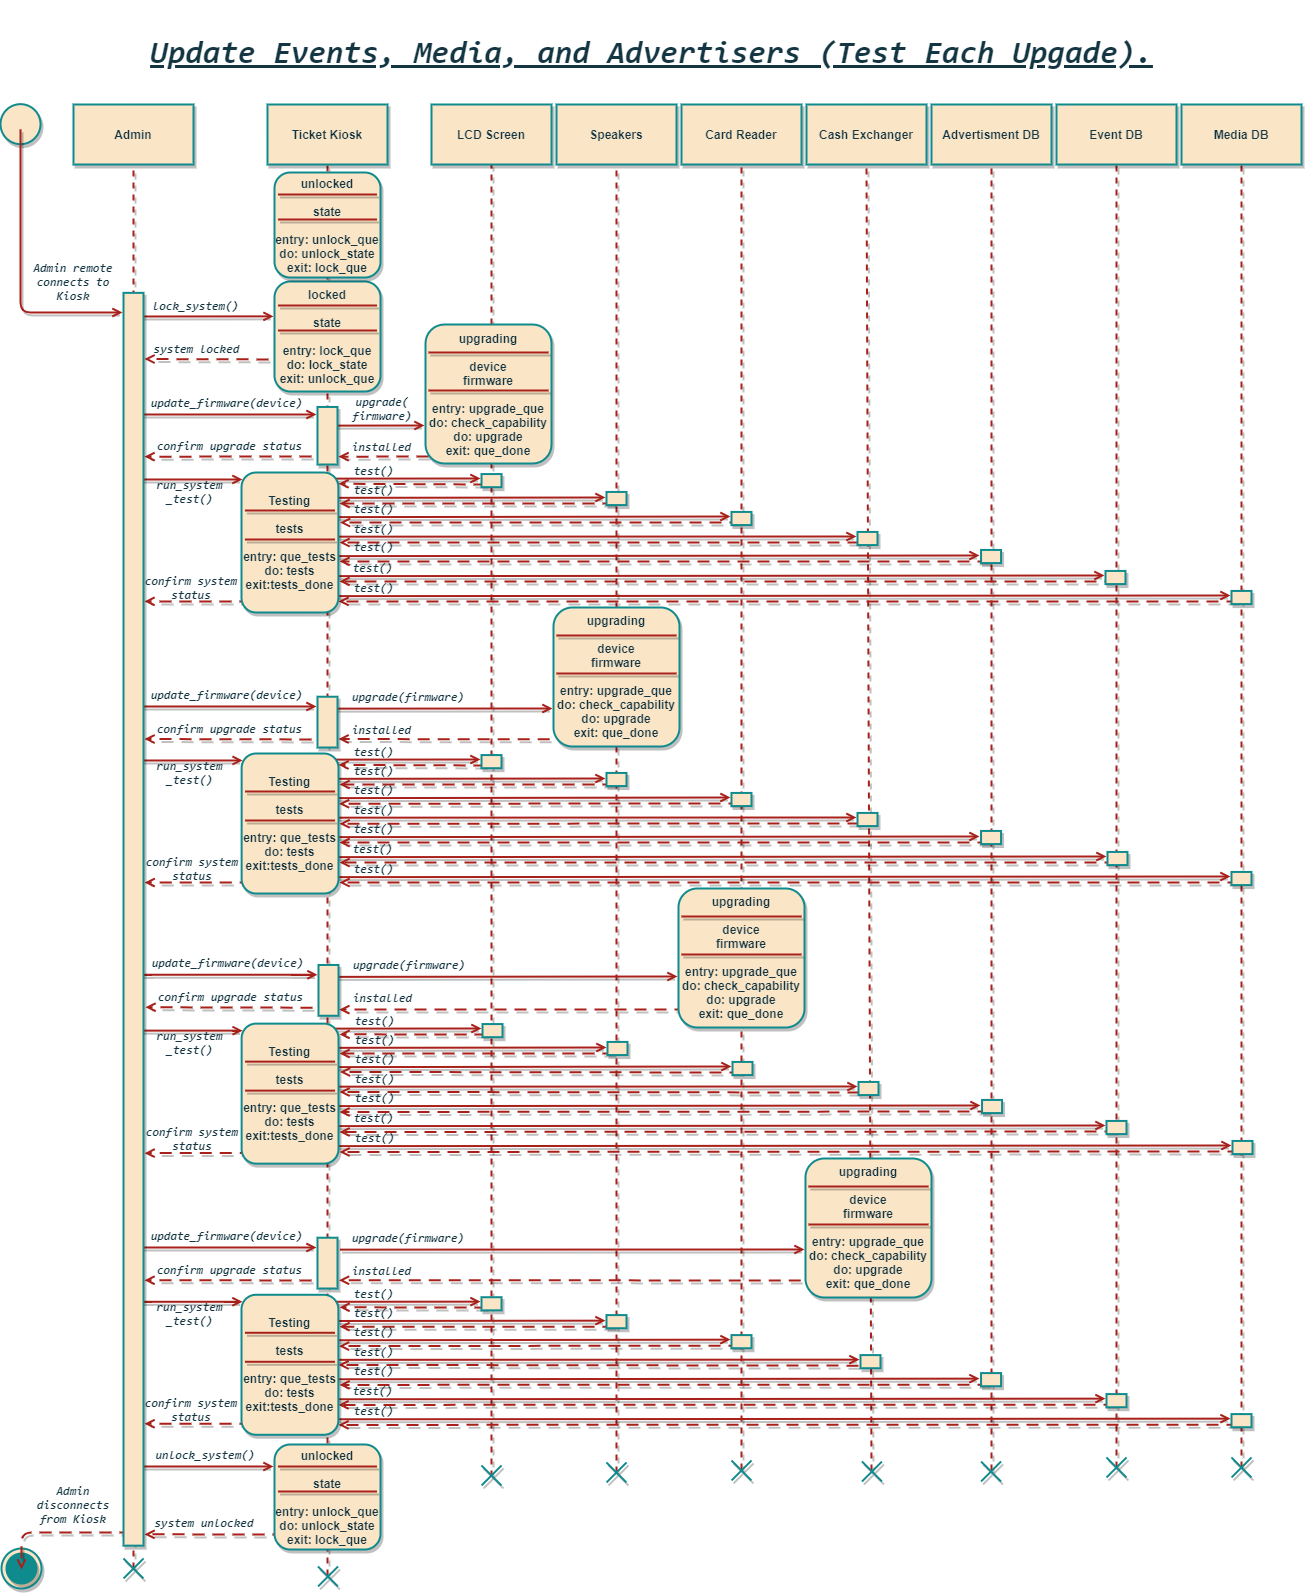 Update Events, Media, and Advertisers (Test Each Upgade).
Admin
Ticket Kiosk
LCD Screen
Speakers
Card Reader
Cash Exchanger
Advertisment DB
Event DB
Media DB
unlocked
state
entry: unlock_que
do: unlock_state
exit: lock_que
Admin remote
connects to
Kiosk
locked
state
entry: lock_que
do: lock_state
exit: unlock_que
lock_system()
system locked
upgrading
device
firmware
entry: upgrade_que
do: check_capability
do: upgrade
exit: que_done
update_firmware(device)
upgrade(
firmware)
confirm upgrade status
installed
run_system
_test()
Testing
tests
entry: que_tests
do: tests
exit:tests_done
test()
test()
test()
test()
test()
test()
test()
confirm system
status
upgrading
device
firmware
entry: upgrade_que
do: check_capability
do: upgrade
exit: que_done
update_firmware(device)
upgrade(firmware)
confirm upgrade status
installed
run_system
_test()
Testing
tests
entry: que_tests
do: tests
exit:tests_done
test()
test()
test()
test()
test()
test()
test()
confirm system
status
upgrading
device
firmware
entry: upgrade_que
do: check_capability
do: upgrade
exit: que_done
update_firmware(device)
upgrade(firmware)
confirm upgrade status
installed
run_system
_test()
Testing
tests
entry: que_tests
do: tests
exit:tests_done
test()
test()
test()
test()
test()
test()
test()
confirm system
status
upgrading
device
firmware
entry: upgrade_que
do: check_capability
do: upgrade
exit: que_done
update_firmware(device)
upgrade(firmware)
confirm upgrade status
installed
run_system
_test()
Testing
tests
entry: que_tests
do: tests
exit:tests_done
test()
test()
test()
test()
test()
test()
test()
confirm system
status
unlock_system()
unlocked
state
entry: unlock_que
do: unlock_state
exit: lock_que
Admin
disconnects
from Kiosk
system unlocked